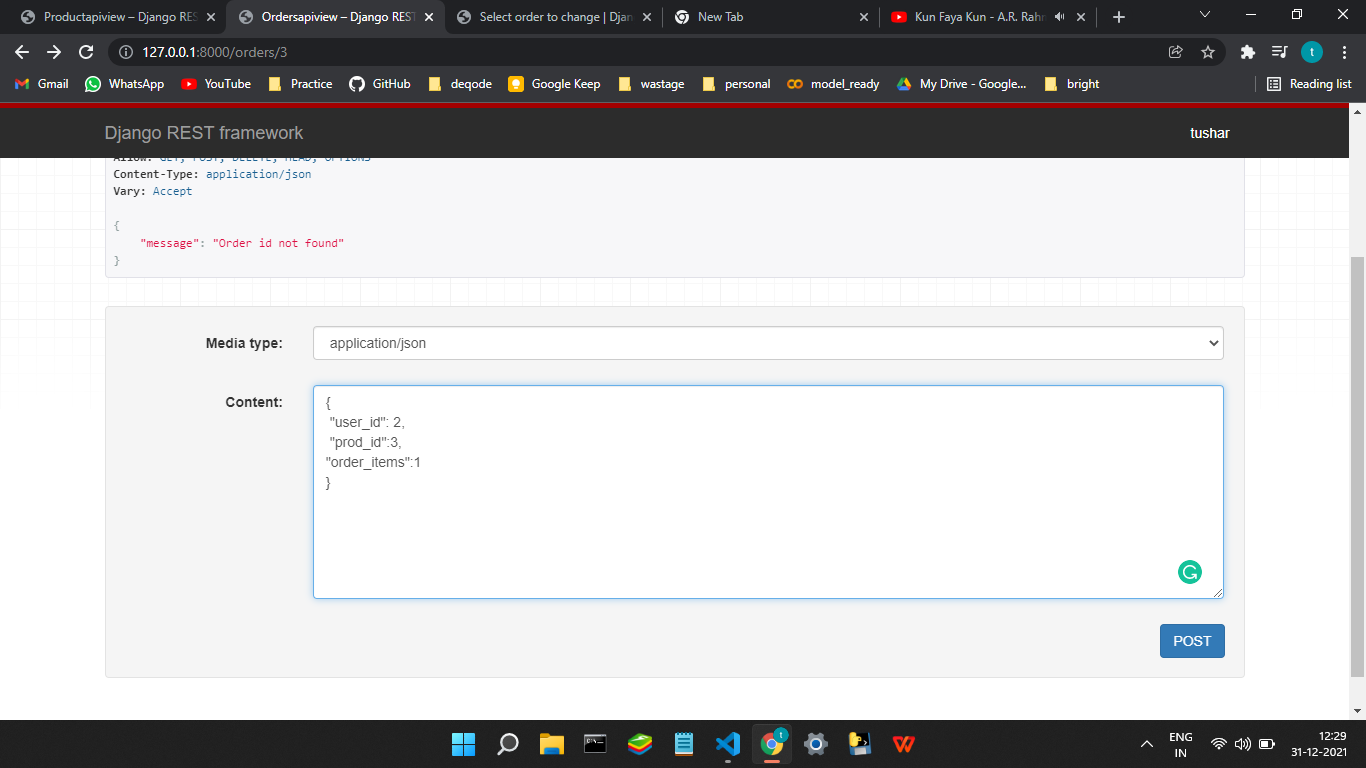 Productapiview – Django RES
Ordersapiview – Django REST
Select order to change | Djan
New Tab
Kun Faya Kun - A.R. Rahm
127.0.0.1:8000/orders/3
t
Gmail
WhatsApp
YouTube
Practice
GitHub
deqode
Google Keep
wastage
personal
model_ready
My Drive - Google...
bright
Reading list
Django REST framework
tushar
Allow: GET, POST, DELETE, HEAD, OPTIONS
Content-Type: application/json
Vary: Accept
{
"message": "Order id not found"
}
Media type:
application/json
Content:
{
"user_id": 2,
"prod_id":3,
"order_items":1
}
POST
t
ENG
IN
12:29
31-12-2021